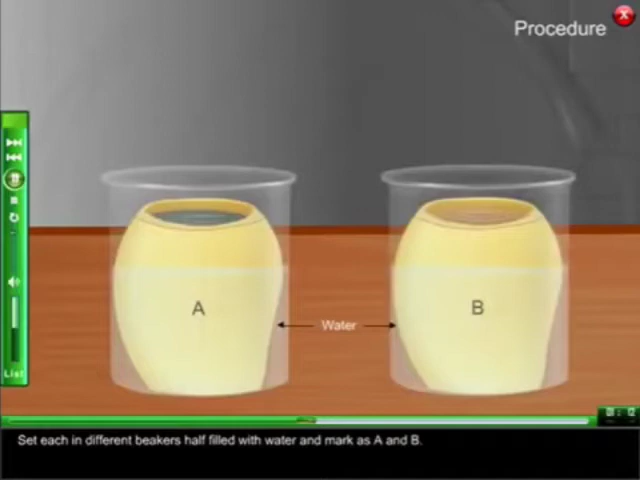 Procedure
X
A
B
Water
List
Set each in different beakers half filled with water and mark as A and B.